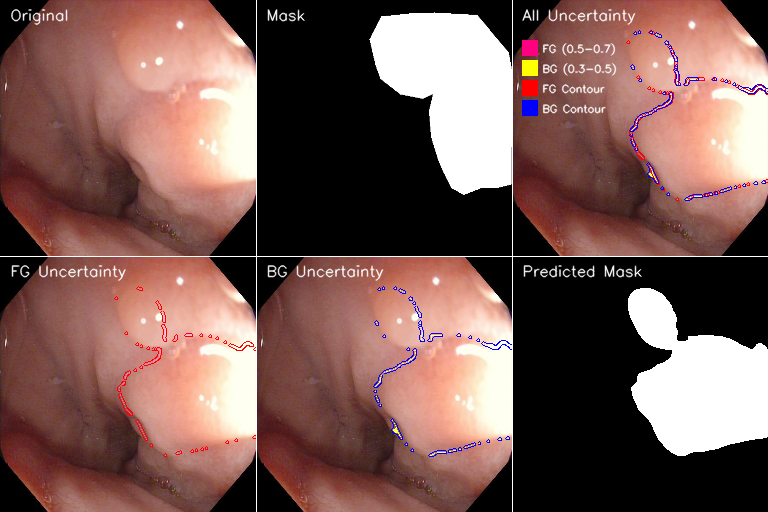 Original
Mask
All Uncertainty
FG (0.5-0.7)
BG (0.3-0.5)
FG Contour
BG Contour
FG Uncertainty
BG Uncertainty
Predicted Mask